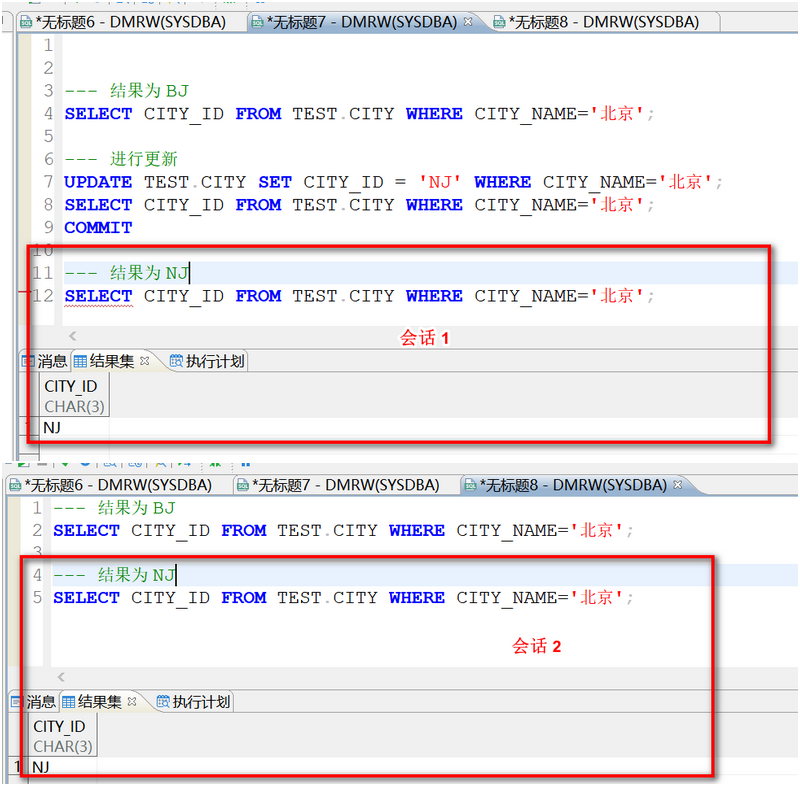 *无标题6 - DMRW(SYSDBA) *无标题7 - DMRW(SYSDBA) *无标题8 - DMRW(SYSDBA)
1
2
3 --- 结果为 BJ
4 SELECT CITY_ID FROM TEST.CITY WHERE CITY_NAME='北京';
5
6 --- 进行更新
7 UPDATE TEST.CITY SET CITY_ID = 'NJ' WHERE CITY_NAME='北京';
8 SELECT CITY_ID FROM TEST.CITY WHERE CITY_NAME='北京';
9 COMMIT
10
11 --- 结果为 NJ
12 SELECT CITY_ID FROM TEST.CITY WHERE CITY_NAME='北京';
会话 1
消息 结果集 执行计划
CITY_ID
CHAR(3)
NJ
*无标题6 - DMRW(SYSDBA) *无标题7 - DMRW(SYSDBA) *无标题8 - DMRW(SYSDBA)
1 --- 结果为 BJ
2 SELECT CITY_ID FROM TEST.CITY WHERE CITY_NAME='北京';
3
4 --- 结果为 NJ
5 SELECT CITY_ID FROM TEST.CITY WHERE CITY_NAME='北京';
会话 2
消息 结果集 执行计划
CITY_ID
CHAR(3)
1 NJ